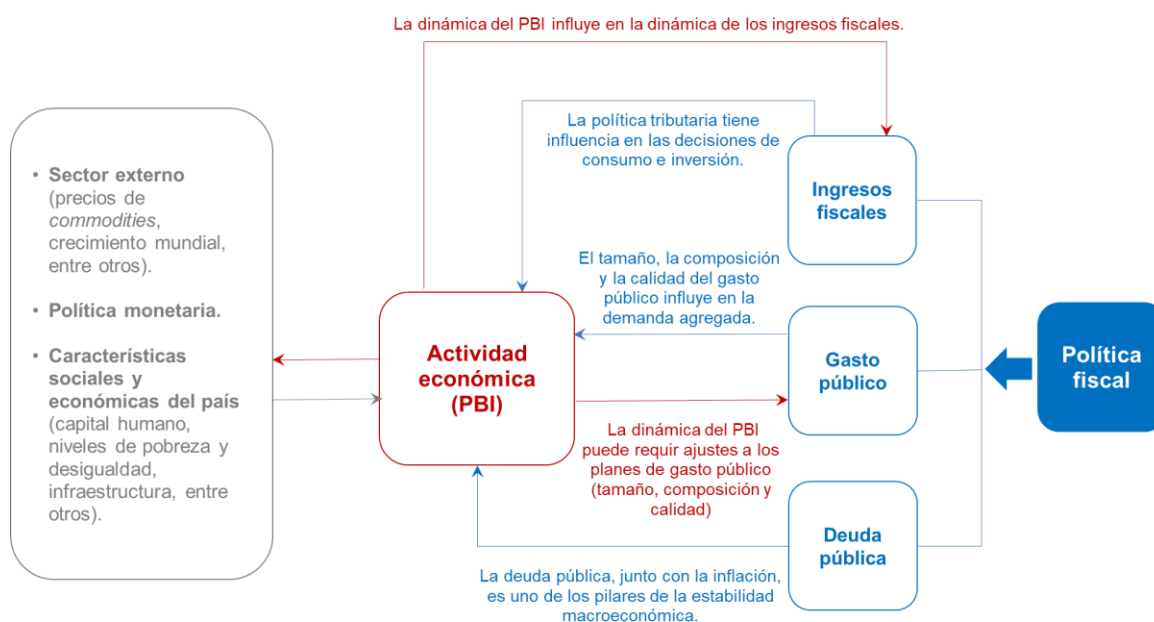 La dinámica del PBI influye en la dinámica de los ingresos fiscales.
La política tributaria tiene
influencia en las decisiones de
consumo e inversión.
• Sector externo
(precios de
commodities,
crecimiento mundial,
entre otros).
• Política monetaria.
• Características
sociales y
económicas del país
(capital humano,
niveles de pobreza y
desigualdad,
infraestructura, entre
otros).
Ingresos
fiscales
El tamaño, la composición
y la calidad del gasto
público influye en la
demanda agregada.
Actividad
económica
(PBI)
Gasto
público
Política
fiscal
La dinámica del PBI
puede requrir ajustes a los
planes de gasto público
(tamaño, composición y
calidad)
Deuda
pública
La deuda pública, junto con la inflación,
es uno de los pilares de la estabilidad
macroeconómica.